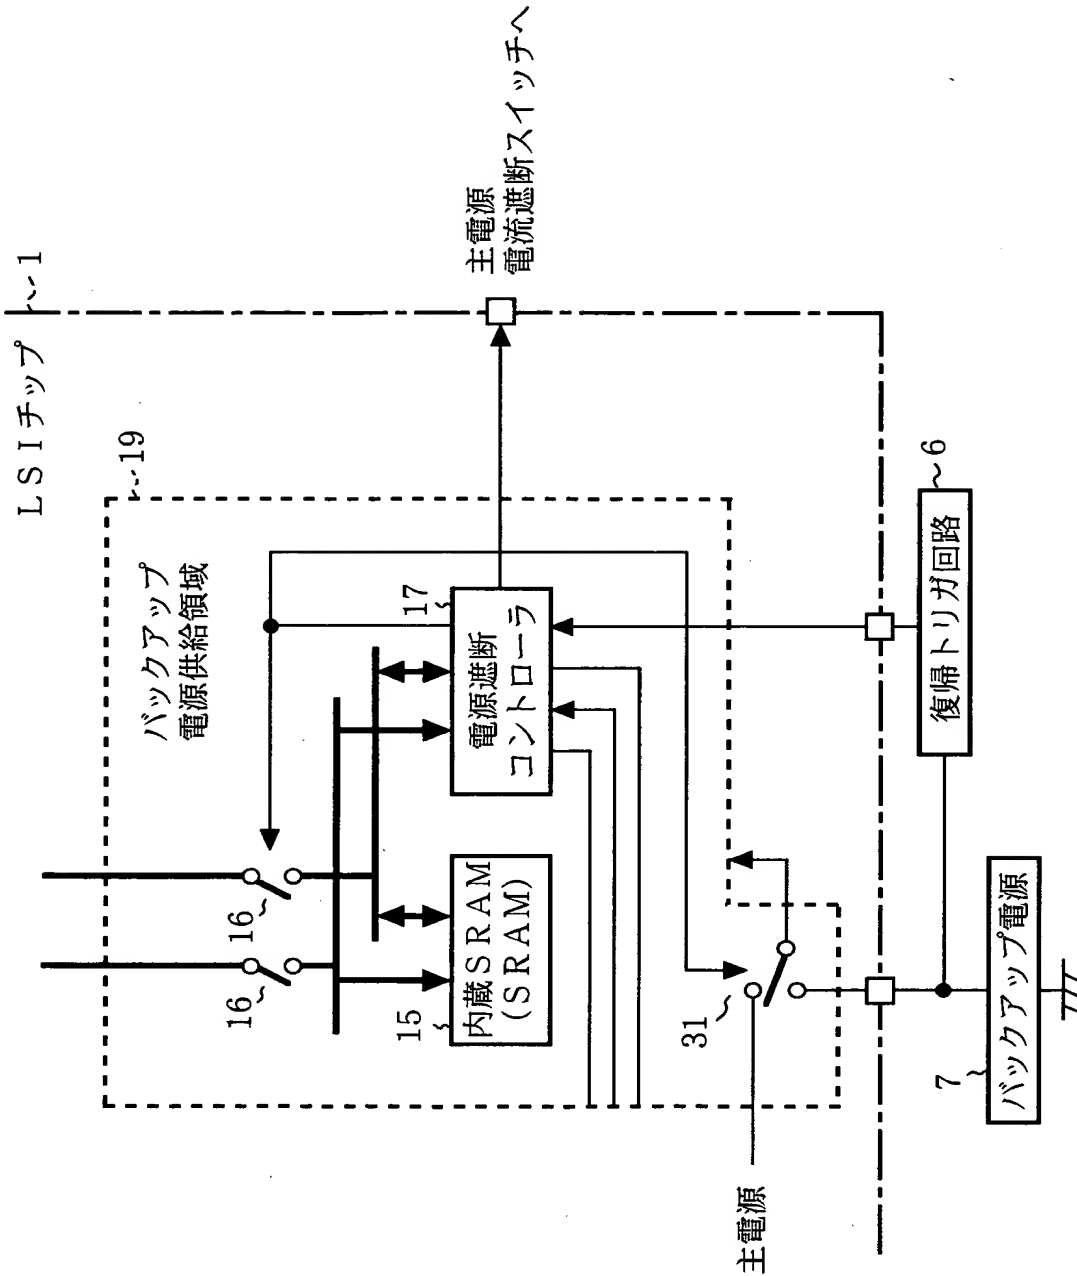 LSIチップ
1
19
バックアップ
電源供給領域
主電源
電流遮断スイッチへ
16
16
17
電源遮断
コントローラ
15
内蔵SRAM
(SRAM)
31
主電源
復帰トリガ回路
6
7
バックアップ電源